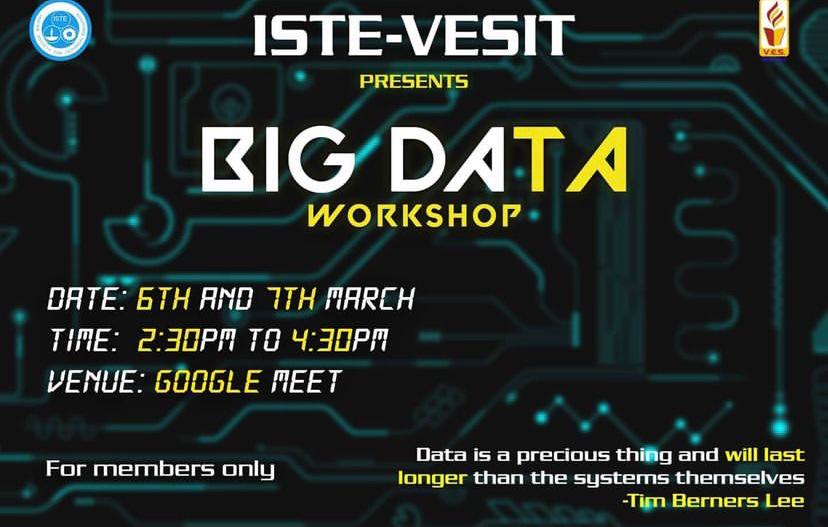 ISTE
V.E.S.
ISTE-VESIT
PRESENTS
BIG DATA
WORKSHOP
DATE: 6TH AND 7TH MARCH
TIME: 2:30PM TO 4:30PM
VENUE: GOOGLE MEET
For members only
Data is a precious thing and will last
longer than the systems themselves
-Tim Berners Lee